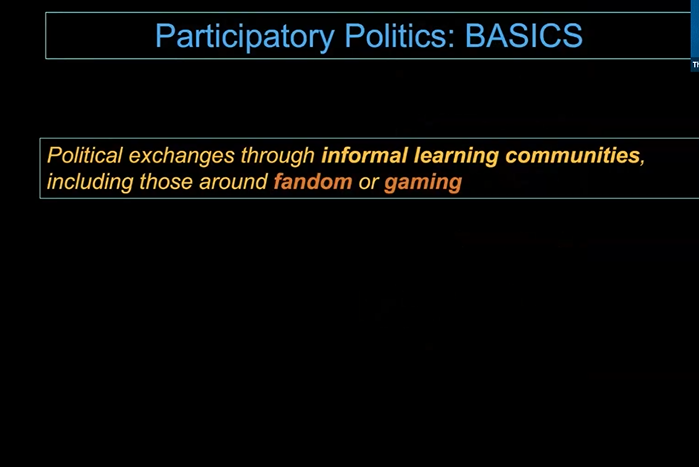 Participatory Politics: BASICS
Political exchanges through informal learning communities,
including those around fandom or gaming